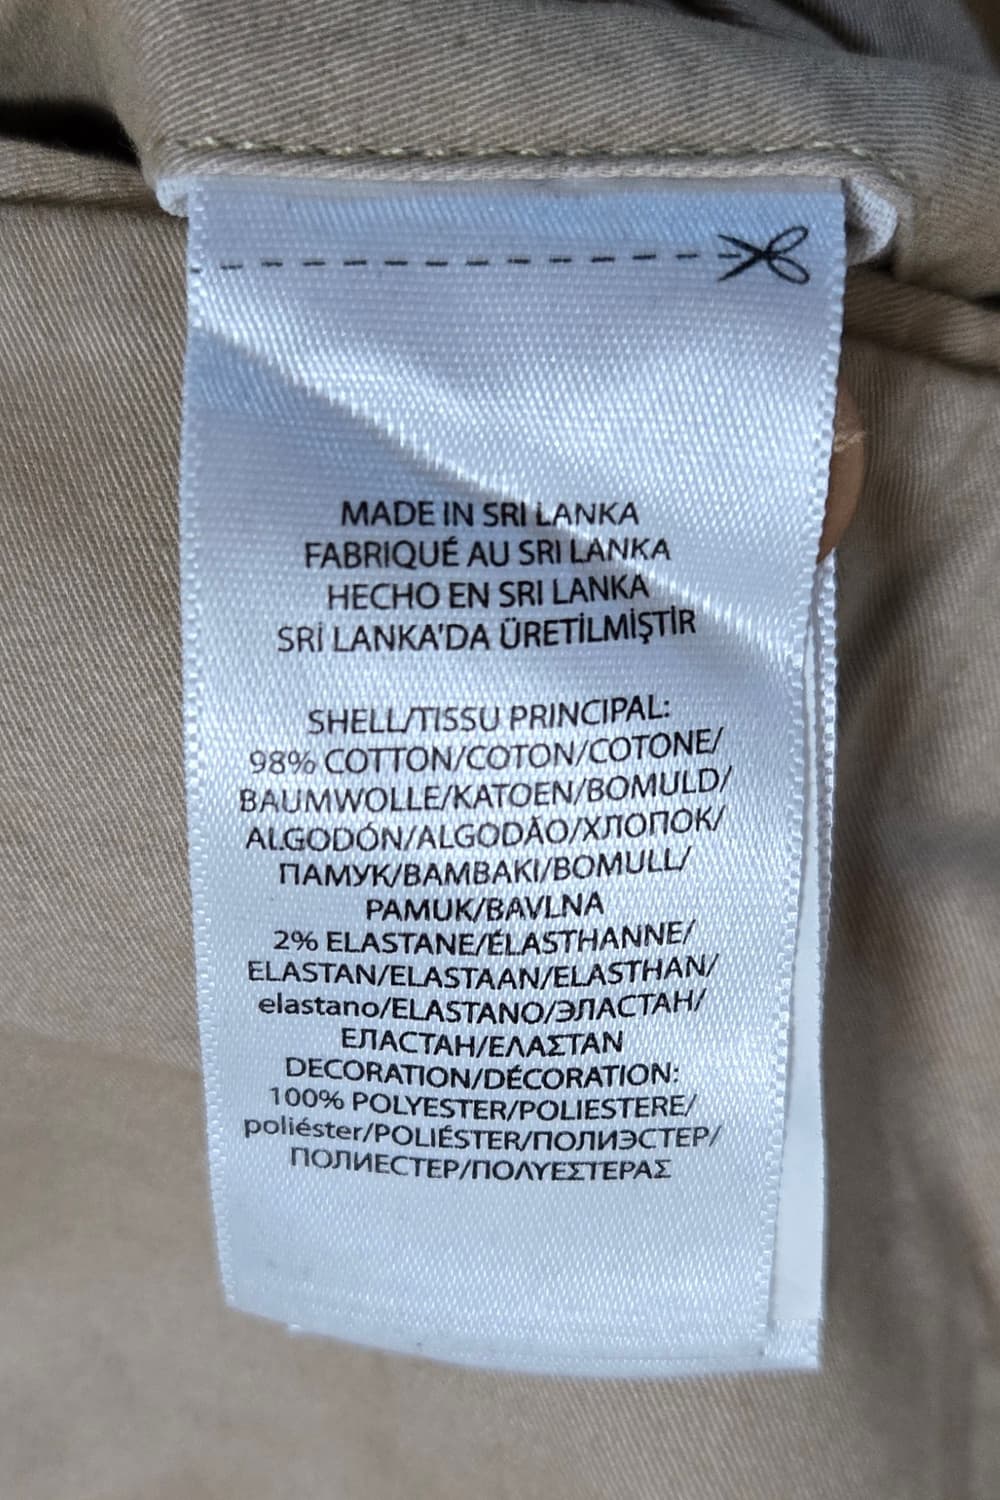 MADE IN SRI LANKA
FABRIQUÉ AU SRI LANKA
HECHO EN SRI LANKA
SRİ LANKA'DA ÜRETİLMİŞTİR
SHELL/TISSU PRINCIPAL:
98% COTTON/COTON/COTONE/
BAUMWOLLE/KATOEN/BOMULD/
ALGODÓN/ALGODÃO/ХЛОПОК/
ПАМУК/BAMBAKI/BOMULL/
PAMUK/BAVLNA
2% ELASTANE/ÉLASTHANNE/
ELASTAN/ELASTAAN/ELASTHAN/
elastano/ELASTANO/ЭЛАСТАН/
ЕЛАСТАН/ΕΛΑΣΤΑΝ
DECORATION/DÉCORATION:
100% POLYESTER/POLIESTERE/
poliéster/POLIÉSTER/ПОЛИЭСТЕР/
ПОЛИЕСТЕР/ΠΟΛΥΕΣΤΕΡΑΣ